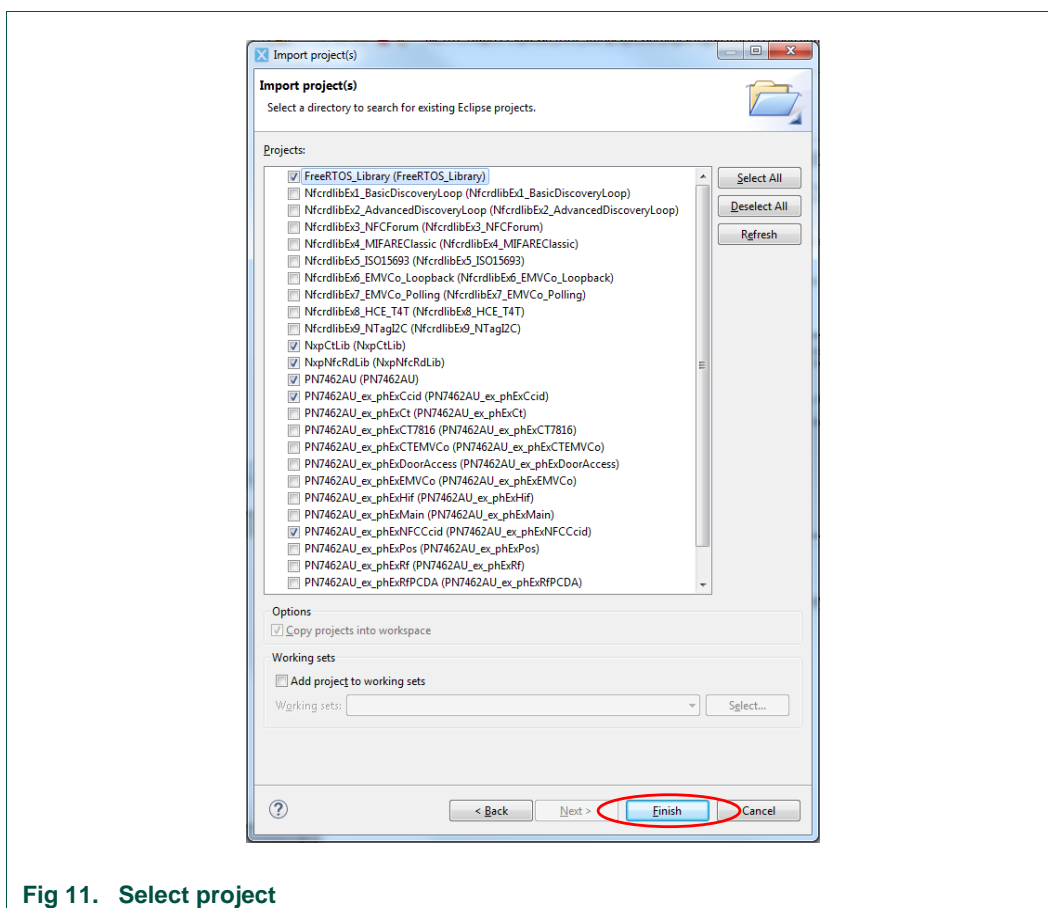 Import project(s)
Import project(s)
Select a directory to search for existing Eclipse projects.
Projects:
FreeRTOS_Library (FreeRTOS_Library)
Select All
NfcrdlibEx1_BasicDiscoveryLoop (NfcrdlibEx1_BasicDiscoveryLoop)
NfcrdlibEx2_AdvancedDiscoveryLoop (NfcrdlibEx2_AdvancedDiscoveryLoop)
Deselect All
NfcrdlibEx3_NFCForum (NfcrdlibEx3_NFCForum)
Refresh
NfcrdlibEx4_MIFAREClassic (NfcrdlibEx4_MIFAREClassic)
NfcrdlibEx5_ISO15693 (NfcrdlibEx5_ISO15693)
NfcrdlibEx6_EMVCo_Loopback (NfcrdlibEx6_EMVCo_Loopback)
NfcrdlibEx7_EMVCo_Polling (NfcrdlibEx7_EMVCo_Polling)
NfcrdlibEx8_HCE_T4T (NfcrdlibEx8_HCE_T4T)
NfcrdlibEx9_NTagI2C (NfcrdlibEx9_NTagI2C)
NxpCtLib (NxpCtLib)
NxpNfcRdLib (NxpNfcRdLib)
PN7462AU (PN7462AU)
PN7462AU_ex_phExCcid (PN7462AU_ex_phExCcid)
PN7462AU_ex_phExCt (PN7462AU_ex_phExCt)
PN7462AU_ex_phExCT7816 (PN7462AU_ex_phExCT7816)
PN7462AU_ex_phExCTEMVCo (PN7462AU_ex_phExCTEMVCo)
PN7462AU_ex_phExDoorAccess (PN7462AU_ex_phExDoorAccess)
PN7462AU_ex_phExEMVCo (PN7462AU_ex_phExEMVCo)
PN7462AU_ex_phExHif (PN7462AU_ex_phExHif)
PN7462AU_ex_phExMain (PN7462AU_ex_phExMain)
PN7462AU_ex_phExNFCCcid (PN7462AU_ex_phExNFCCcid)
PN7462AU_ex_phExPos (PN7462AU_ex_phExPos)
PN7462AU_ex_phExRf (PN7462AU_ex_phExRf)
PN7462AU_ex_phExRfPCDA (PN7462AU_ex_phExRfPCDA)
Options
Copy projects into workspace
Working sets
Add project to working sets
Working sets:
Select...
< Back
Next >
Finish
Cancel
Fig 11. Select project